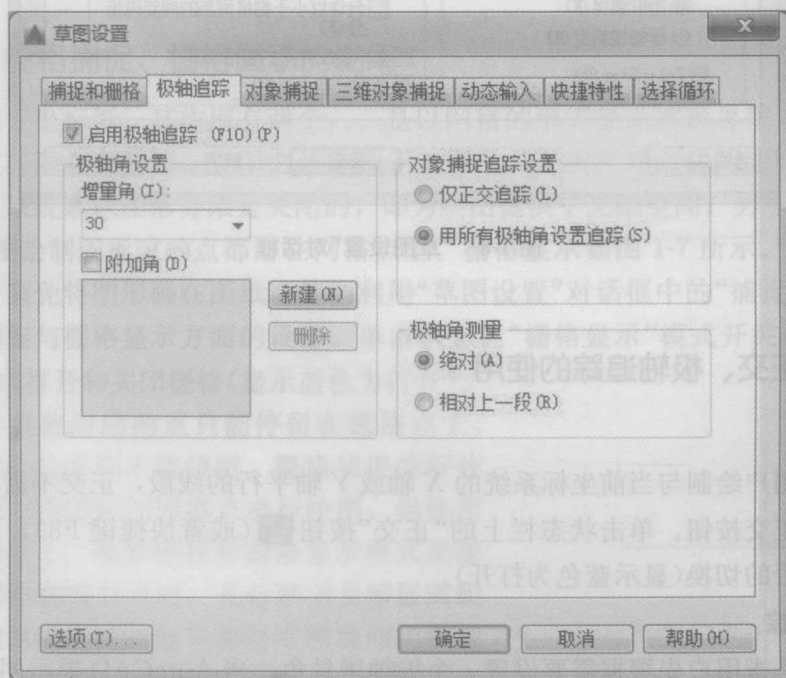 草图设置
捕捉和栅格 极轴追踪 对象捕捉 三维对象捕捉 动态输入 快捷特性 选择循环
启用极轴追踪 (F10)(P)
极轴角设置
增量角(I):
30
附加角(D)
新建(N)
删除
对象捕捉追踪设置
仅正交追踪(L)
用所有极轴角设置追踪(S)
极轴角测量
绝对(A)
相对上一段(R)
选项(T)...
确定
取消
帮助(H)